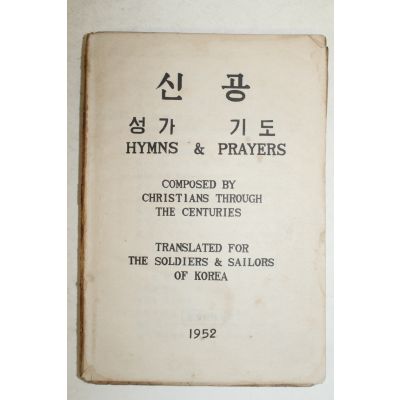 신 공
성가 기도
HYMNS & PRAYERS
COMPOSED BY
CHRISTIANS THROUGH
THE CENTURIES
TRANSLATED FOR
THE SOLDIERS & SAILORS
OF KOREA
1952